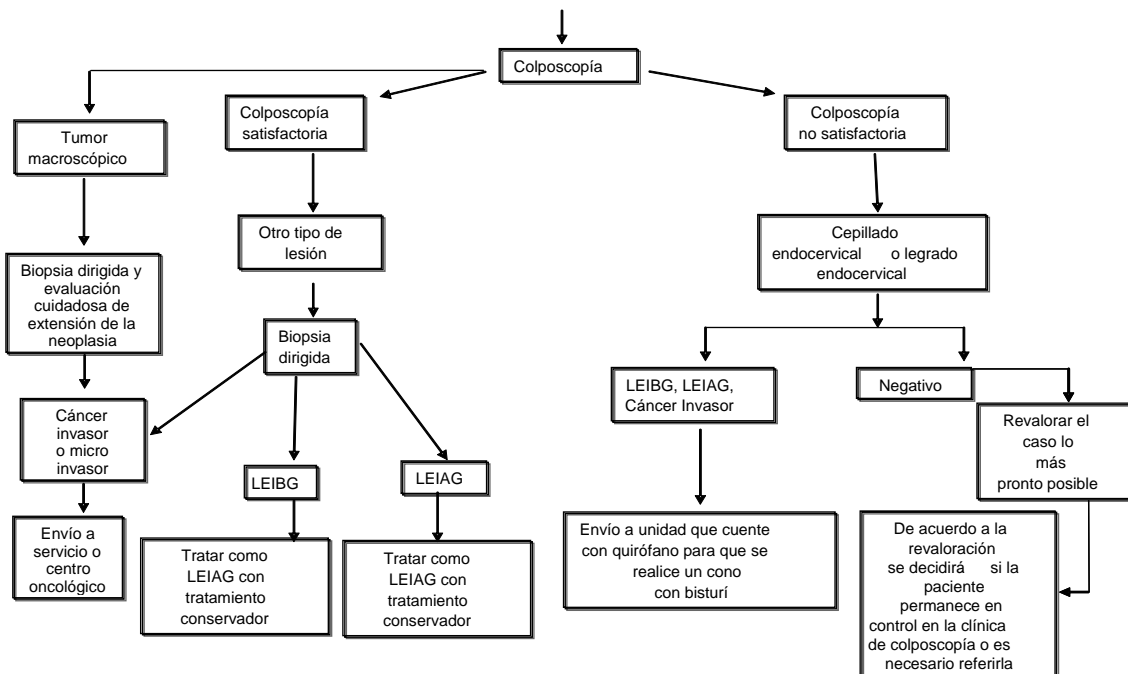 Colposcopía
Tumor
macroscópico
Colposcopía
satisfactoria
Colposcopía
no satisfactoria
Otro tipo de
lesión
Cepillado
endocervical o legrado
endocervical
Biopsia dirigida y
evaluación
cuidadosa de
extensión de la
neoplasia
Biopsia
dirigida
Cáncer
invasor
o micro
invasor
LEIBG
LEIAG
LEIBG, LEIAG,
Cáncer Invasor
Negativo
Revalorar el
caso lo
más
pronto posible
Envío a
servicio o
centro
oncológico
Tratar como
LEIAG con
tratamiento
conservador
Tratar como
LEIAG con
tratamiento
conservador
Envío a unidad que cuente
con quirófano para que se
realice un cono
con bisturí
De acuerdo a la
revaloración
se decidirá si la
paciente
permanece en
control en la clínica
de colposcopía o es
necesario referirla